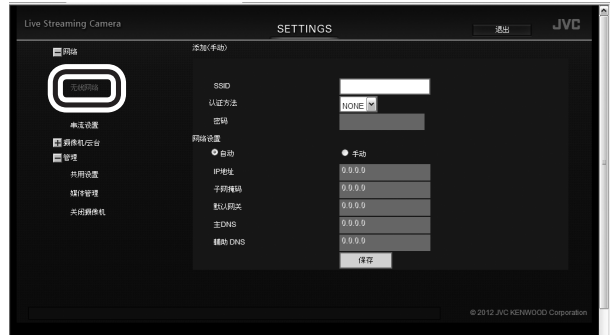 Live Streaming Camera
SETTINGS
退出
JVC
网络
无线网络
串流设置
摄像机/云台
管理
共用设置
媒体管理
关闭摄像机
添加(手动)
SSID
认证方法 NONE
密码
网络设置
自动 手动
IP地址 0.0.0.0
子网掩码 0.0.0.0
默认网关 0.0.0.0
主DNS 0.0.0.0
辅助 DNS 0.0.0.0
保存
© 2012 JVC KENWOOD Corporation